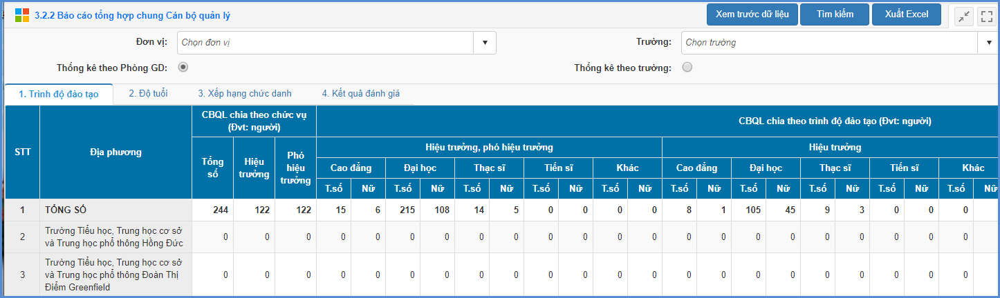 3.2.2 Báo cáo tổng hợp chung Cán bộ quản lý
Xem trước dữ liệu
Tìm kiếm
Xuất Excel
Đơn vị: Chọn đơn vị
Trường: Chọn trường
Thống kê theo Phòng GD:
Thống kê theo trường:
1. Trình độ đào tạo
2. Độ tuổi
3. Xếp hạng chức danh
4. Kết quả đánh giá
STT
Địa phương
CBQL chia theo chức vụ
(Đvt: người)
CBQL chia theo trình độ đào tạo (Đvt: người)
Tổng
số
Hiệu
trưởng
Phó
hiệu
trưởng
Hiệu trưởng, phó hiệu trưởng
Hiệu trưởng
Cao đẳng Đại học Thạc sĩ Tiến sĩ Khác Cao đẳng Đại học Thạc sĩ Tiến sĩ Khác
T.số Nữ T.số Nữ T.số Nữ T.số Nữ T.số Nữ T.số Nữ T.số Nữ T.số Nữ T.số Nữ T.số Nữ
1 TỔNG SỐ 244 122 122 15 6 215 108 14 5 0 0 0 0 8 1 105 45 9 3 0 0 0
2
Trường Tiểu học, Trung học cơ sở
và Trung học phổ thông Hồng Đức
0 0 0 0 0 0 0 0 0 0 0 0 0 0 0 0 0 0 0 0 0 0
3
Trường Tiểu học, Trung học cơ sở
và Trung học phổ thông Đoàn Thị
Điểm Greenfield
0 0 0 0 0 0 0 0 0 0 0 0 0 0 0 0 0 0 0 0 0 0